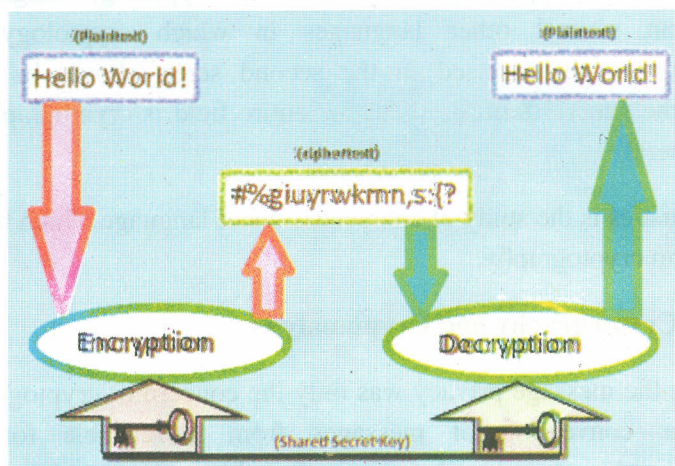 (Plaintext)
Hello World!
(Plaintext)
Hello World!
(ciphertext)
#%giuyrwkmn,s:{?
Encryption
Decryption
(Shared Secret Key)